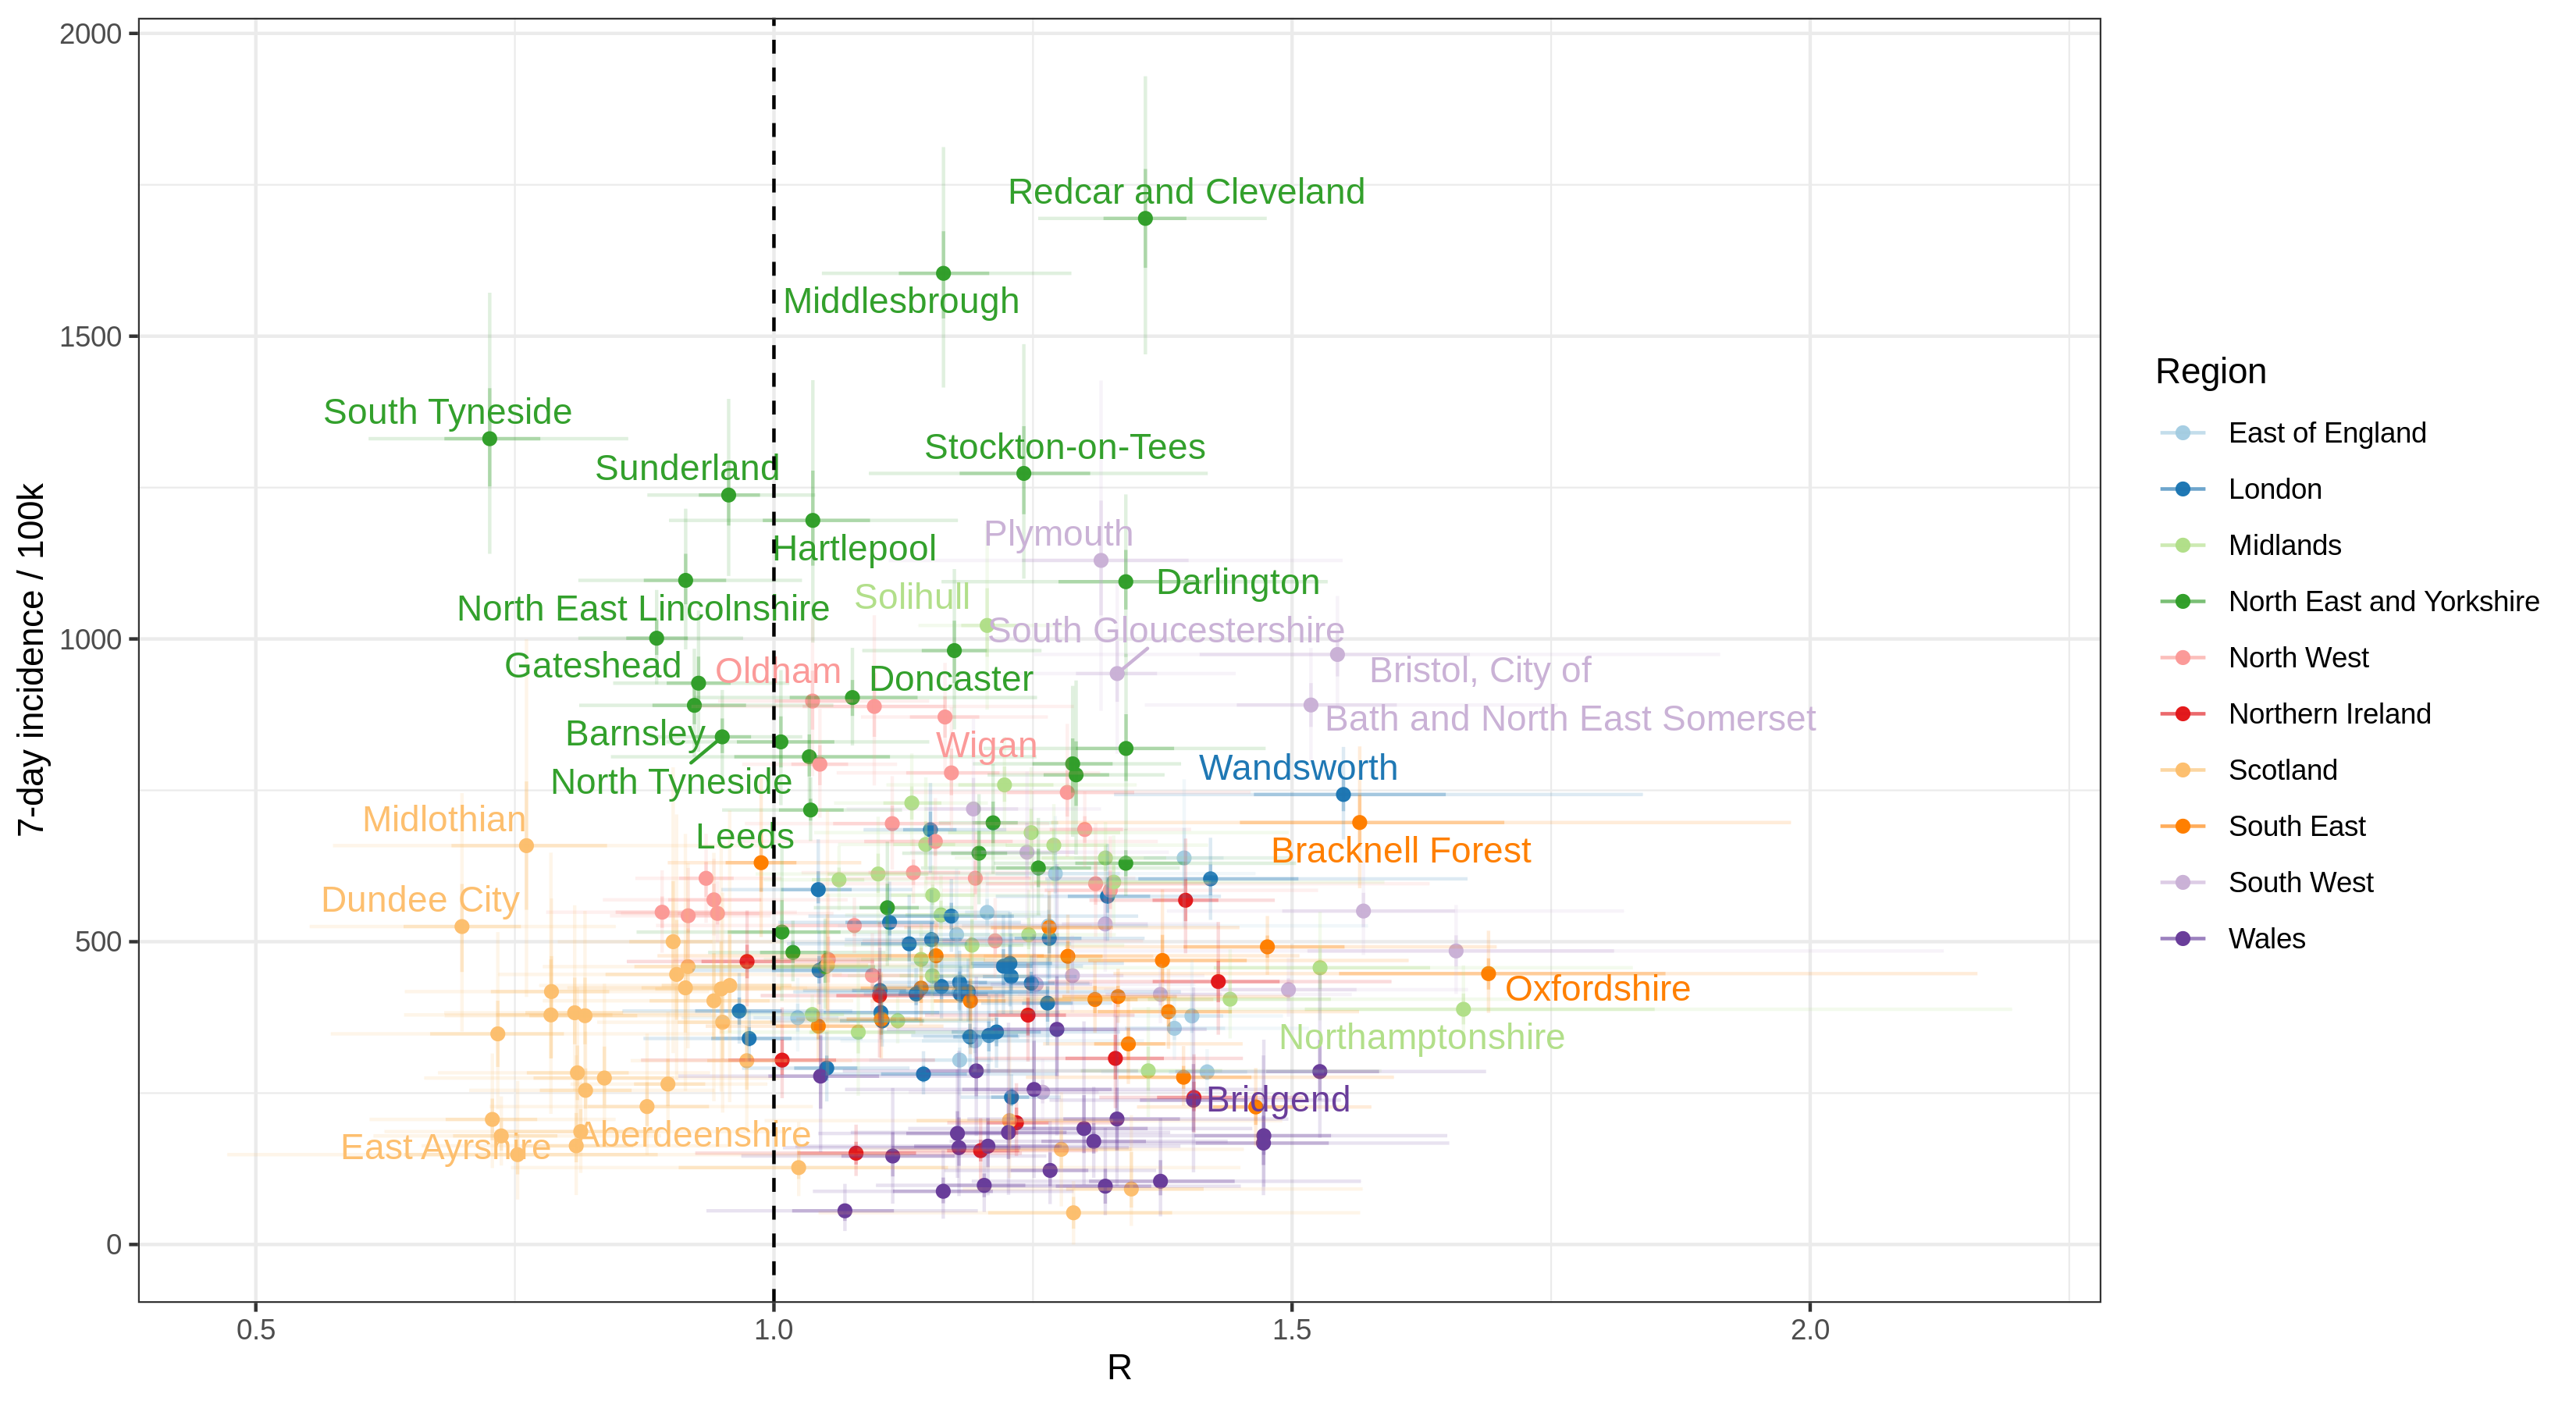 2000
1500
1000
500
0
7-day incidence / 100k
Redcar and Cleveland
Middlesbrough
South Tyneside
Stockton-on-Tees
Sunderland
Plymouth
Hartlepool
Darlington
Solihull
North East Lincolnshire
South Gloucestershire
Gateshead
Oldham
Doncaster
Bristol, City of
Bath and North East Somerset
Barnsley
Wigan
Wandsworth
North Tyneside
Midlothian
Leeds
Bracknell Forest
Dundee City
Oxfordshire
Northamptonshire
Bridgend
Aberdeenshire
East Ayrshire
0.5
1.0
1.5
2.0
R
Region
East of England
London
Midlands
North East and Yorkshire
North West
Northern Ireland
Scotland
South East
South West
Wales